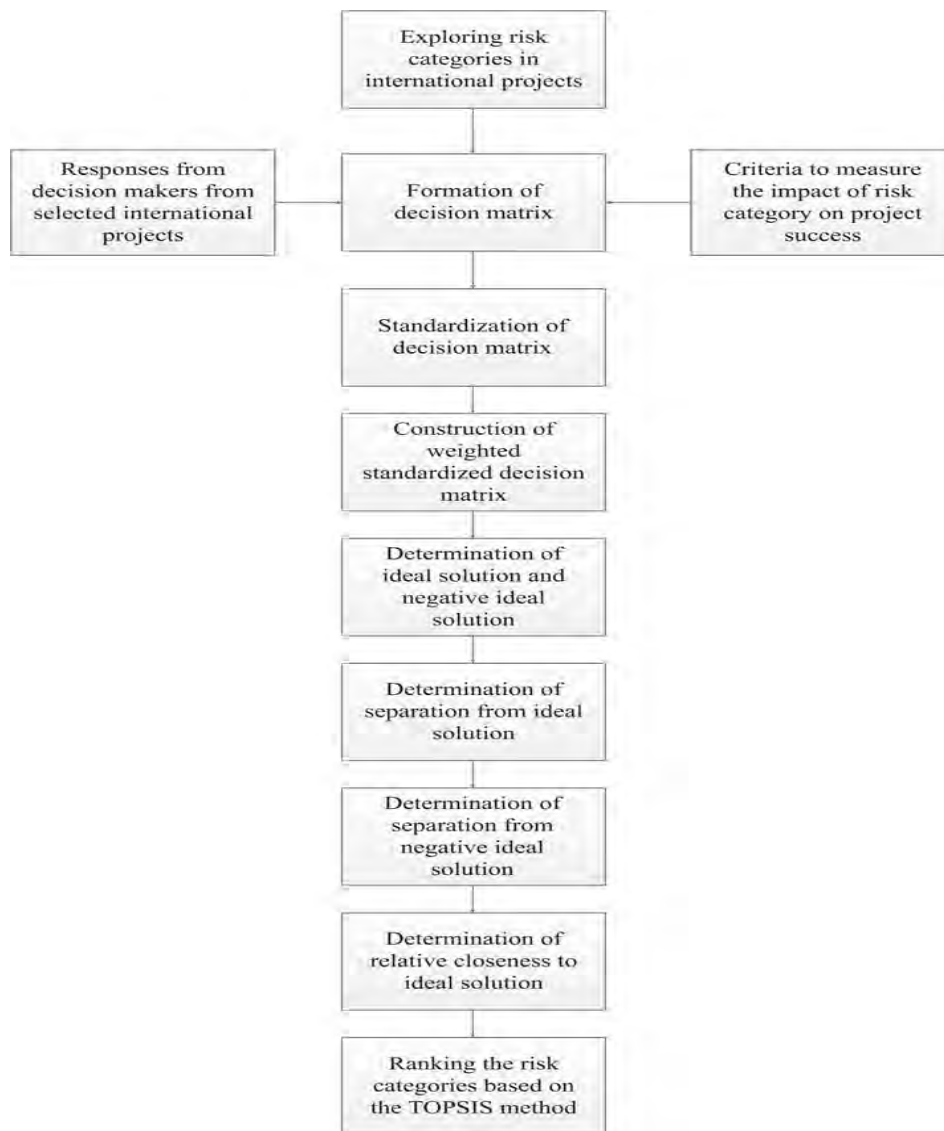 Exploring risk
categories in
international projects
Responses from
decision makers from
selected international
projects
Formation of
decision matrix
Criteria to measure
the impact of risk
category on project
success
Standardization of
decision matrix
Construction of
weighted
standardized decision
matrix
Determination of
ideal solution and
negative ideal
solution
Determination of
separation from ideal
solution
Determination of
separation from
negative ideal
solution
Determination of
relative closeness to
ideal solution
Ranking the risk
categories based on
the TOPSIS method